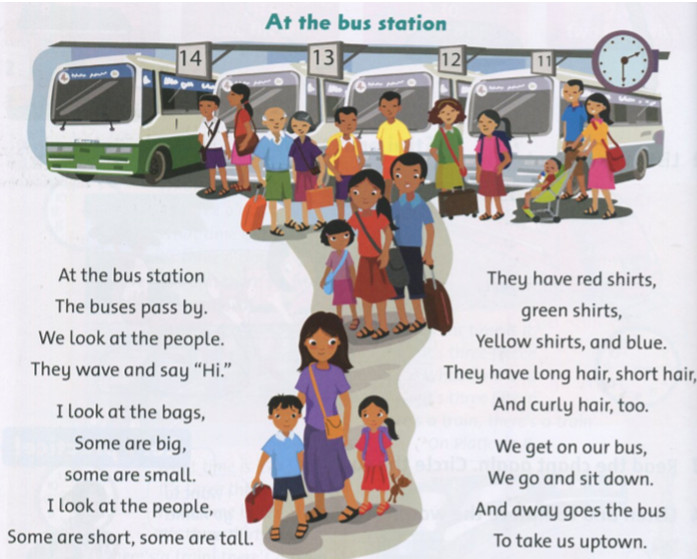 At the bus station
14
13
12
11
At the bus station
The buses pass by.
We look at the people.
They wave and say “Hi.”
I look at the bags,
Some are big,
some are small.
I look at the people,
Some are short, some are tall.
They have red shirts,
green shirts,
Yellow shirts, and blue.
They have long hair, short hair,
And curly hair, too.
We get on our bus,
We go and sit down.
And away goes the bus
To take us uptown.